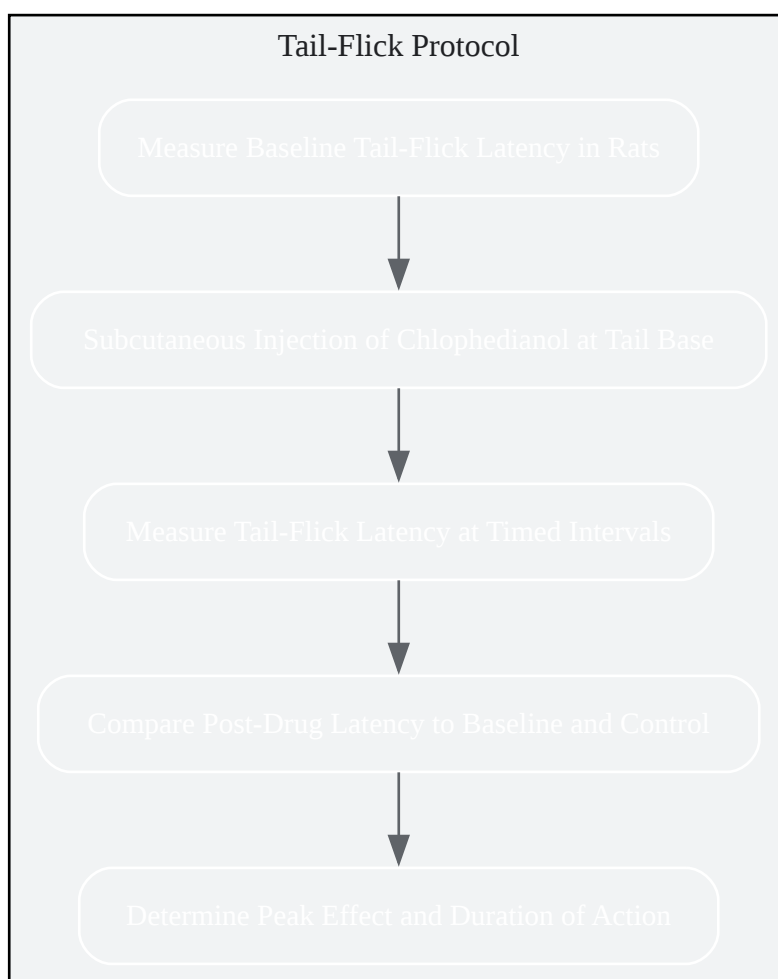 Tail-Flick Protocol
Measure Baseline Tail-Flick Latency in Rats
Subcutaneous Injection of Chlophedianol at Tail Base
Measure Tail-Flick Latency at Timed Intervals
Compare Post-Drug Latency to Baseline and Control
Determine Peak Effect and Duration of Action